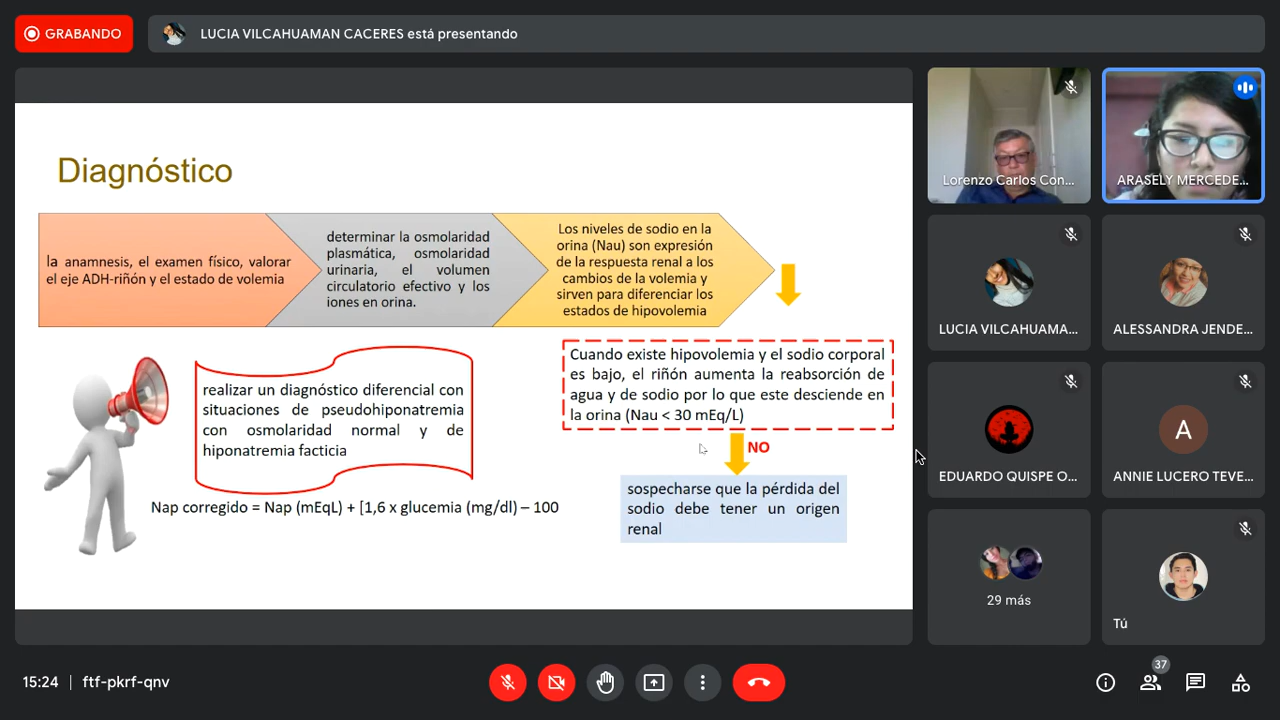 GRABANDO
LUCIA VILCAHUAMAN CACERES está presentando
Diagnóstico
la anamnesis, el examen físico, valorar
el eje ADH-riñón y el estado de volemia
determinar la osmolaridad
plasmática, osmolaridad
urinaria, el volumen
circulatorio efectivo y los
iones en orina.
Los niveles de sodio en la
orina (Nau) son expresión
de la respuesta renal a los
cambios de la volemia y
sirven para diferenciar los
estados de hipovolemia
realizar un diagnóstico diferencial con
situaciones de pseudohiponatremia
con osmolaridad normal y de
hiponatremia facticia
Nap corregido = Nap (mEqL) + [1,6 x glucemia (mg/dl) – 100
Cuando existe hipovolemia y el sodio corporal
es bajo, el riñón aumenta la reabsorción de
agua y de sodio por lo que este desciende en
la orina (Nau < 30 mEq/L)
NO
sospecharse que la pérdida del
sodio debe tener un origen
renal
Lorenzo Carlos Con...
ARASELY MERCEDE...
LUCIA VILCAHUAMA...
ALESSANDRA JENDE...
EDUARDO QUISPE O...
A
ANNIE LUCERO TEVE...
29 más
Tú
15:24 | ftf-pkrf-qnv
37